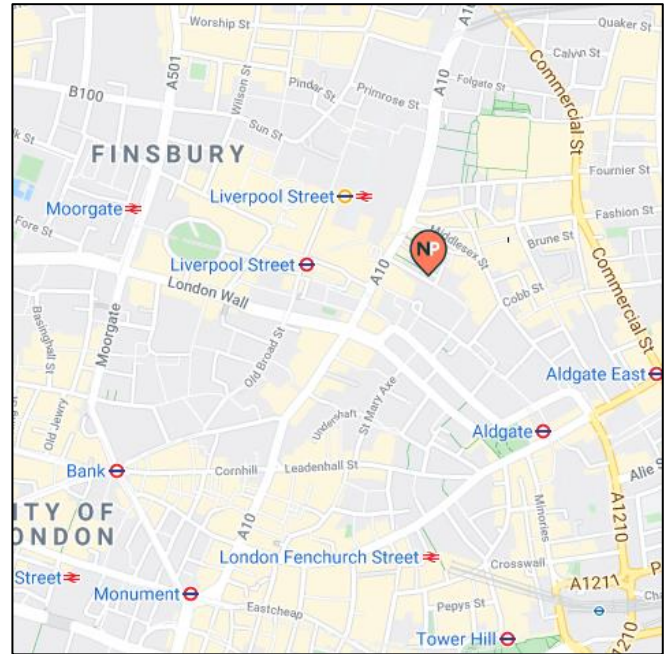 Worship St
Quaker St
A501
A10
Calvin St
Wilson St
Pindar St
Primrose St
Folgate St
B100
A10
Commercial St
Sun St
FINSBURY
Fournier St
Liverpool Street
Moorgate
Fashion St
Fore St
Middlesex St
Brune St
NP
Liverpool Street
A10
London Wall
Cobb St
Commercial St
Basinghall St
Moorgate
Old Broad St
Aldgate East
St Mary Axe
Undershaft
Old Jewry
Aldgate
Bank
Cornhill
Leadenhall St
Alie S
ITY OF
ONDON
A10
Minories
A1210
London Fenchurch Street
Crosswall
Street
A1211
Monument
Pepys St
Eastcheap
Tower Hill
A1210